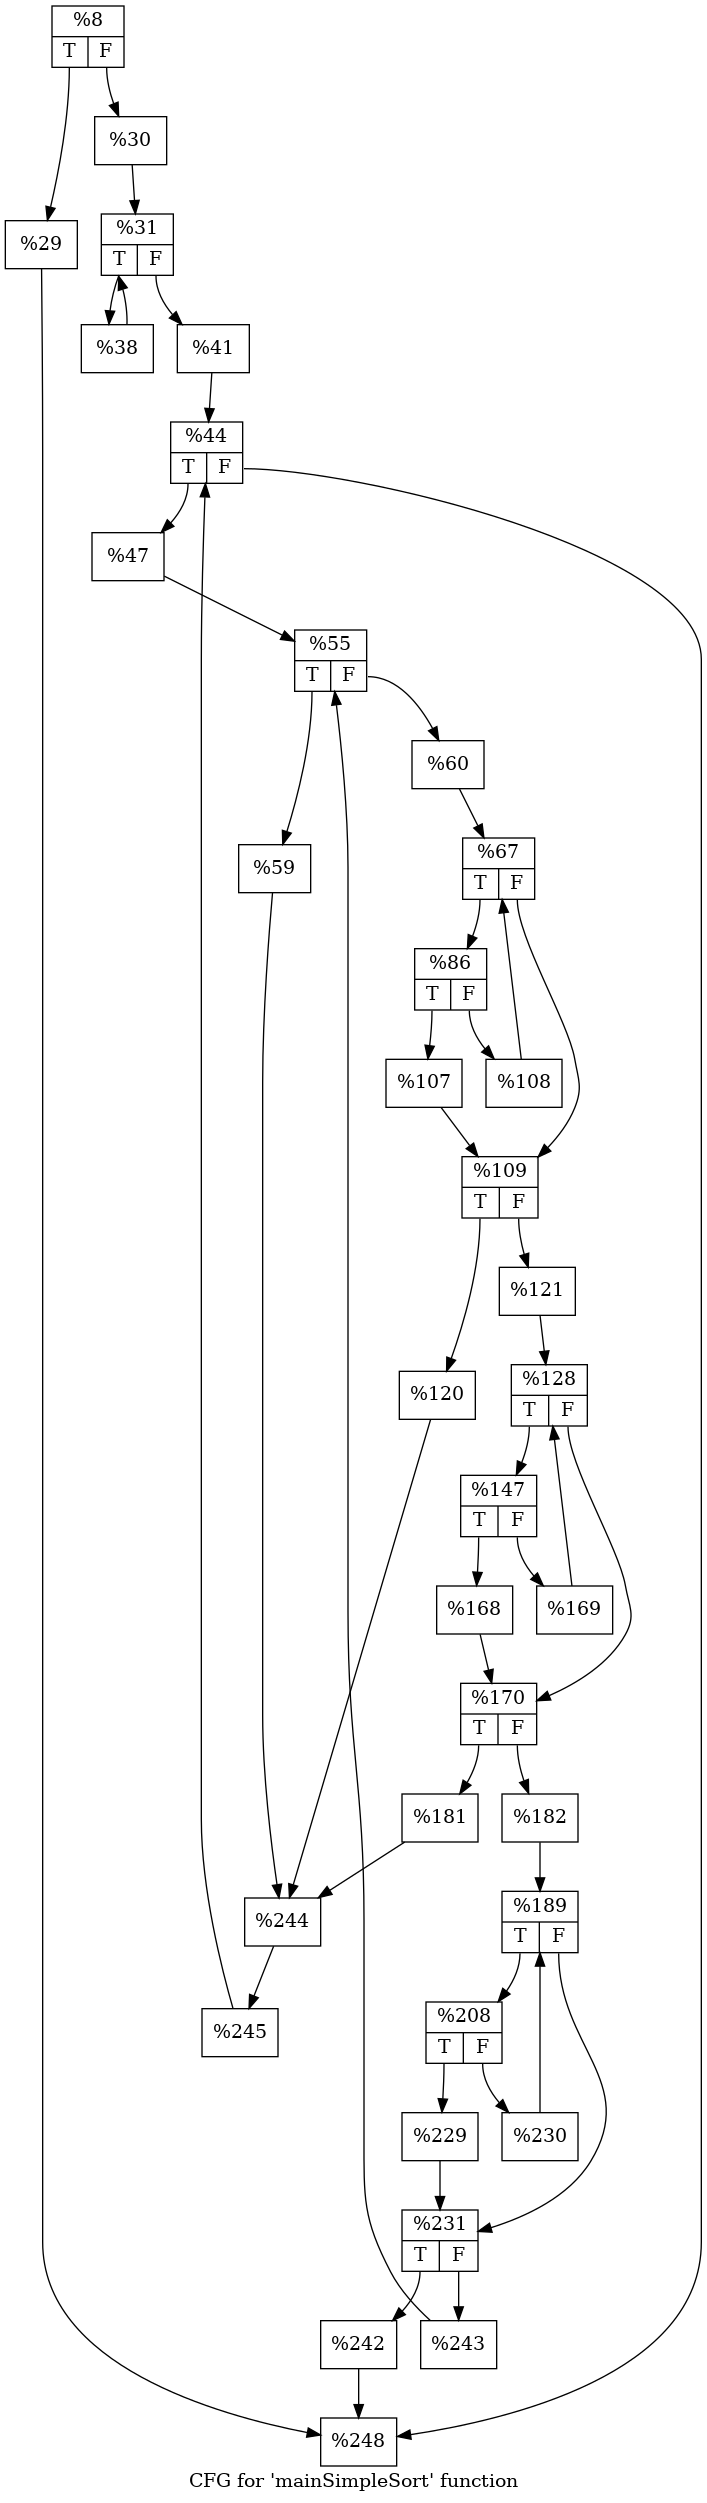 %8
T F
%30
%29
%31
T F
%38
%41
%44
T F
%47
%55
T F
%60
%59
%67
T F
%86
T F
%107
%108
%109
T F
%121
%120
%128
T F
%147
T F
%168
%169
%170
T F
%181
%182
%244
%189
T F
%245
%208
T F
%229
%230
%231
T F
%242
%243
%248
CFG for 'mainSimpleSort' function